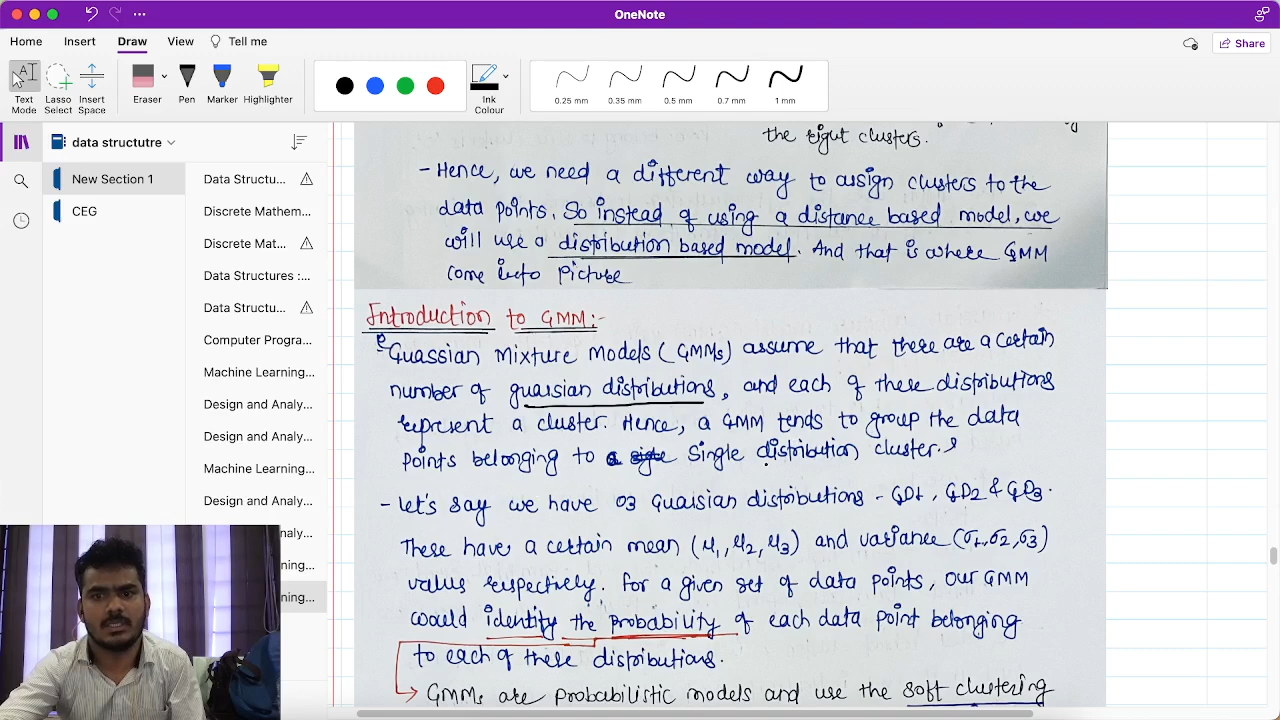 OneNote
Home
Insert
Draw
View
Tell me
Share
Text Mode
Lasso Select
Insert Space
Eraser
Pen
Marker
Highlighter
Ink Colour
0.25 mm
0.35 mm
0.5 mm
0.7 mm
1 mm
data structutre
New Section 1
CEG
Data Structu...
Discrete Mathem...
Discrete Mat...
Data Structures :...
Data Structu...
Computer Progra...
Machine Learning...
Design and Analy...
Design and Analy...
Machine Learning...
Design and Analy...
the right clusters.
- Hence, we need a different way to assign clusters to the
data points. So instead of using a distance based model, we
will use a distribution based model. And that is where GMM
come into picture
Introduction to GMM:-
Guassian Mixture Models (GMMs) assume that there are a certain
number of guassian distributions, and each of these distributions
represent a cluster. Hence, a GMM tends to group the data
points belonging to a single distribution cluster.
- Let's say we have 03 Guassian distributions - GD1, GD2 & GD3.
These have a certain mean (μ1, μ2, μ3) and variance (σ1, σ2, σ3)
value respectively. For a given set of data points, our GMM
would identify the probability of each data point belonging
to each of these distributions.
GMMs are probabilistic models and use the soft clustering